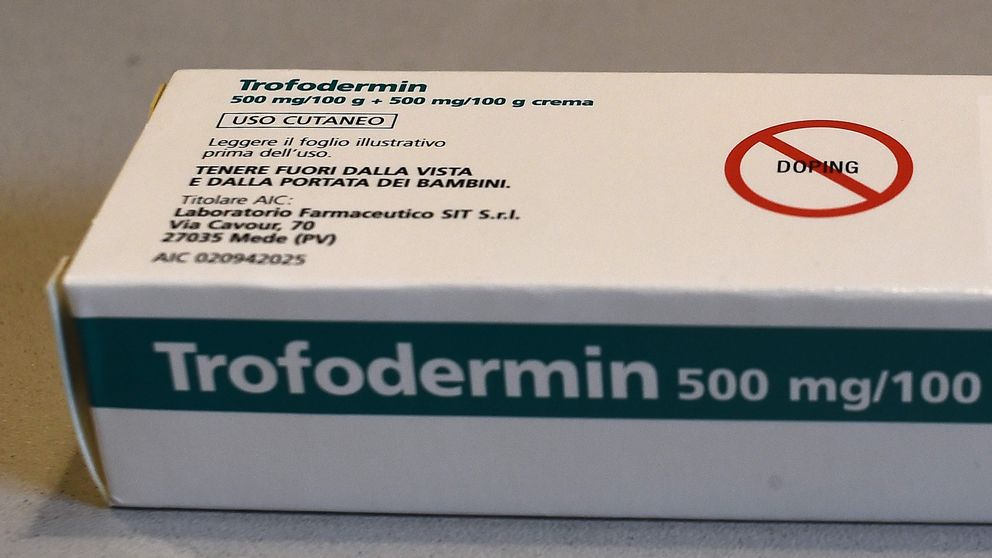 Trofodermin
500 mg/100 g + 500 mg/100 g crema
USO CUTANEO
Leggere il foglio illustrativo
prima dell'uso.
TENERE FUORI DALLA VISTA
E DALLA PORTATA DEI BAMBINI.
Titolare AIC:
Laboratorio Farmaceutico SIT S.r.l.
Via Cavour, 70
27035 Mede (PV)
AIC 020942025
DOPING
Trofodermin 500 mg/100